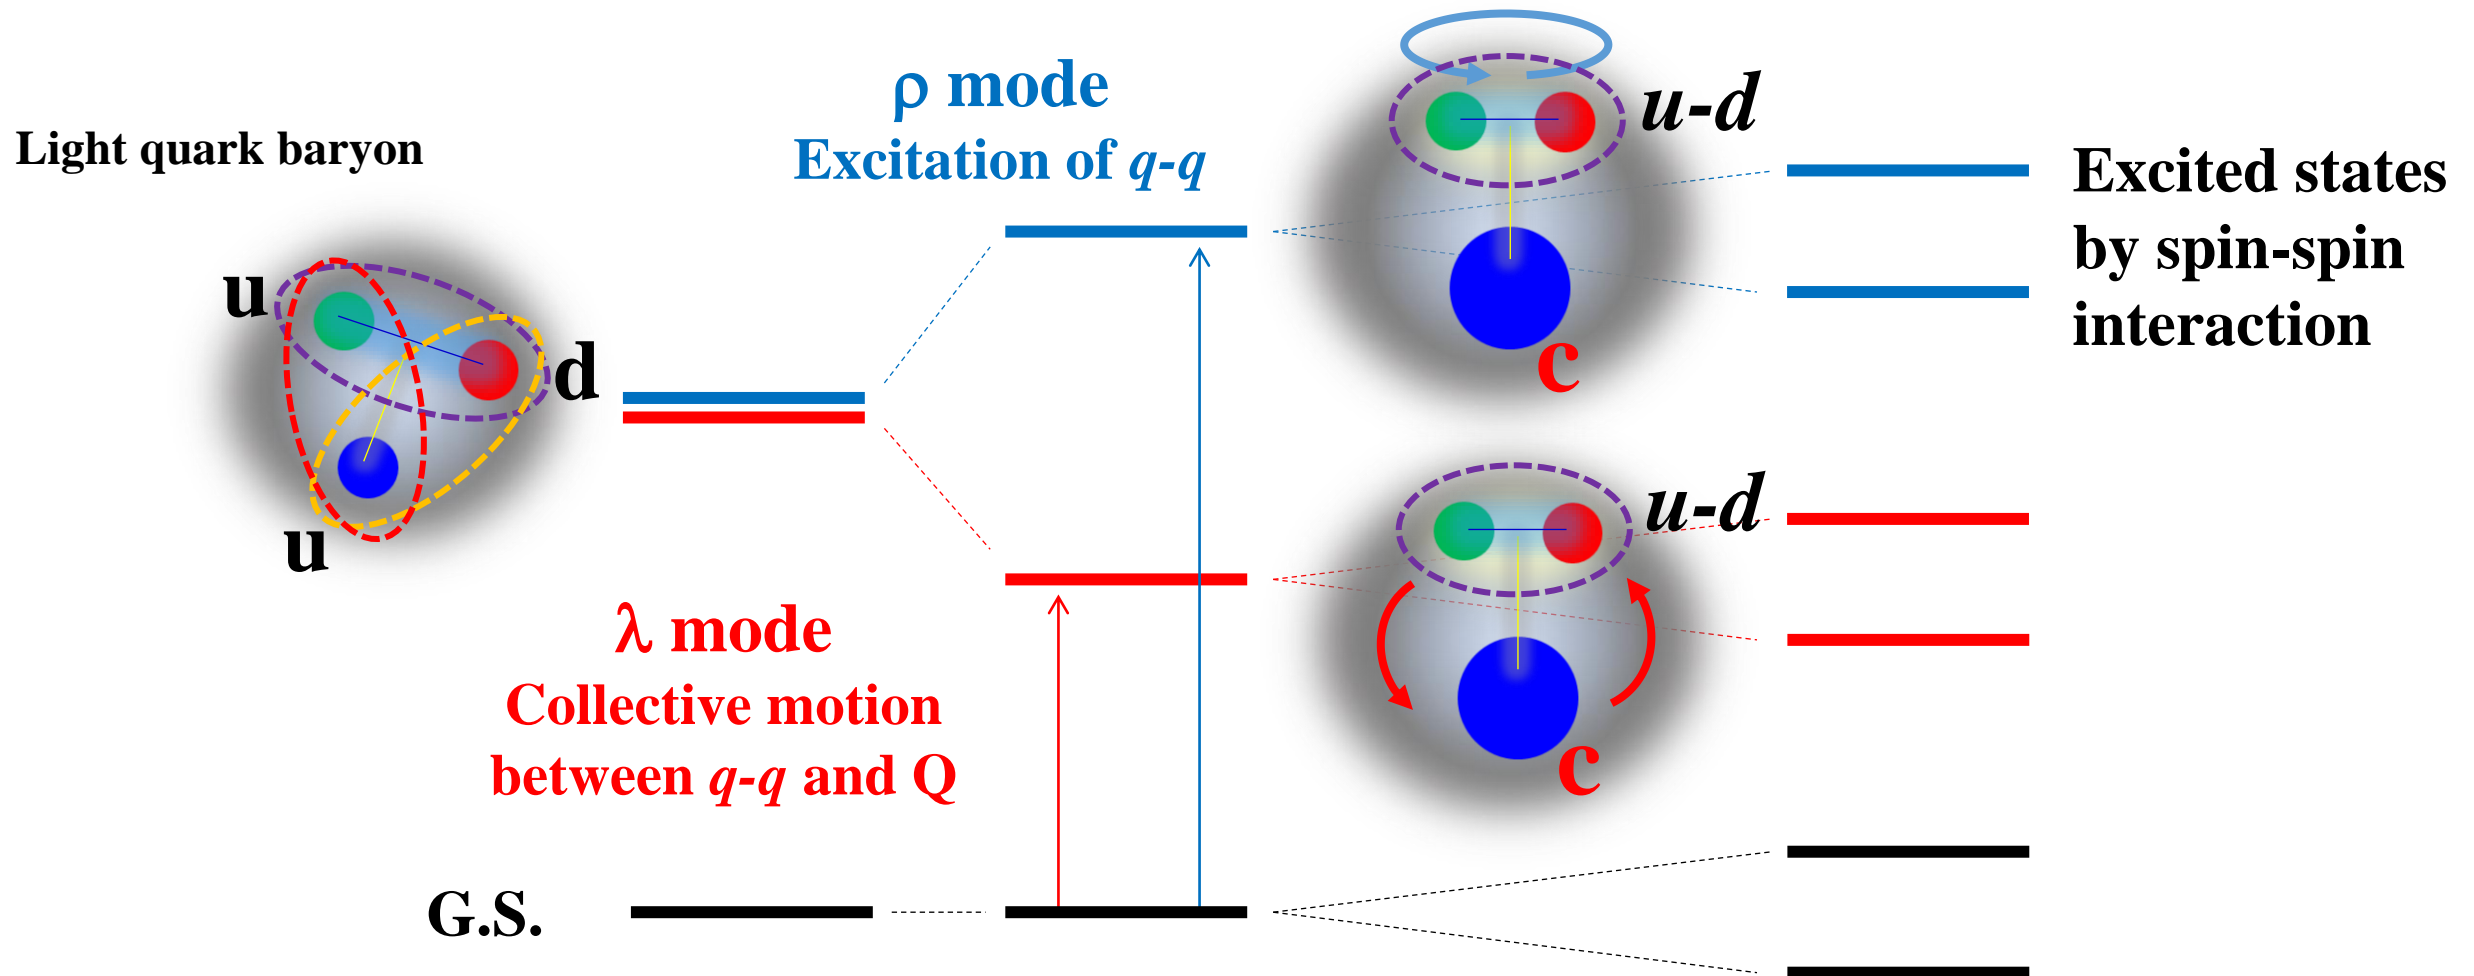 Light quark baryon
u
d
u
ρ mode
Excitation of q-q
λ mode
Collective motion
between q-q and Q
G.S.
u-d
c
u-d
c
Excited states
by spin-spin
interaction